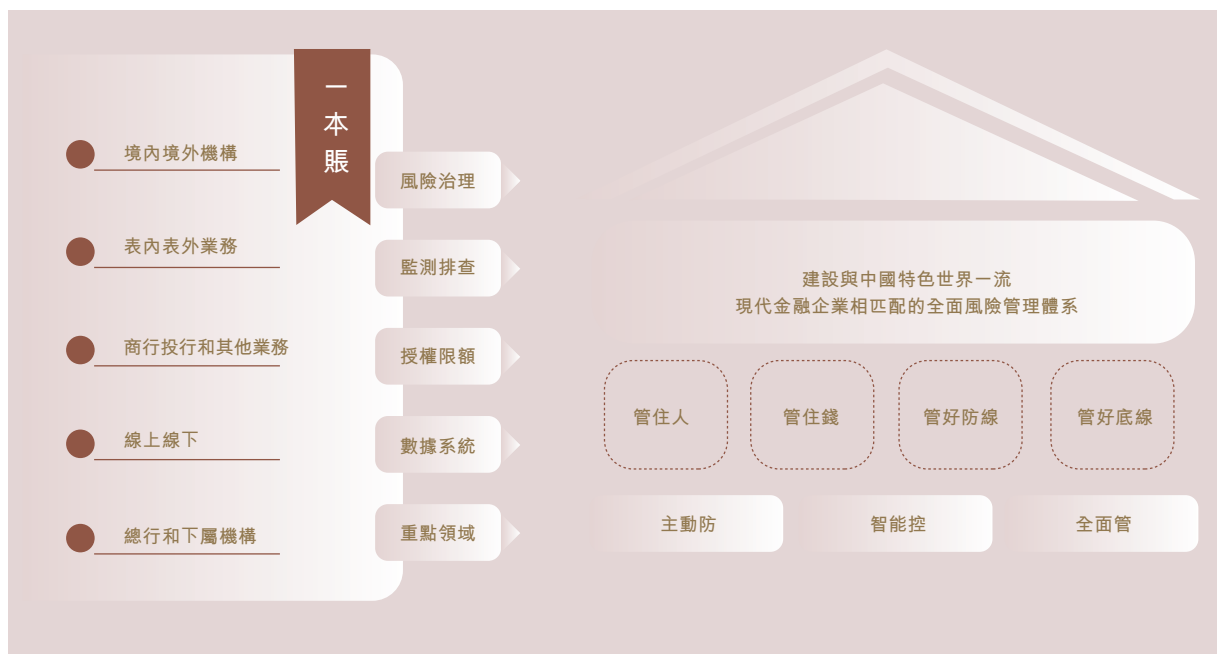 一本賬
境內境外機構
表內表外業務
商行投行和其他業務
線上線下
總行和下屬機構
風險治理
監測排查
授權限額
數據系統
重點領域
建設與中國特色世界一流
現代金融企業相匹配的全面風險管理體系
管住人
管住錢
管好防線
管好底線
主動防
智能控
全面管